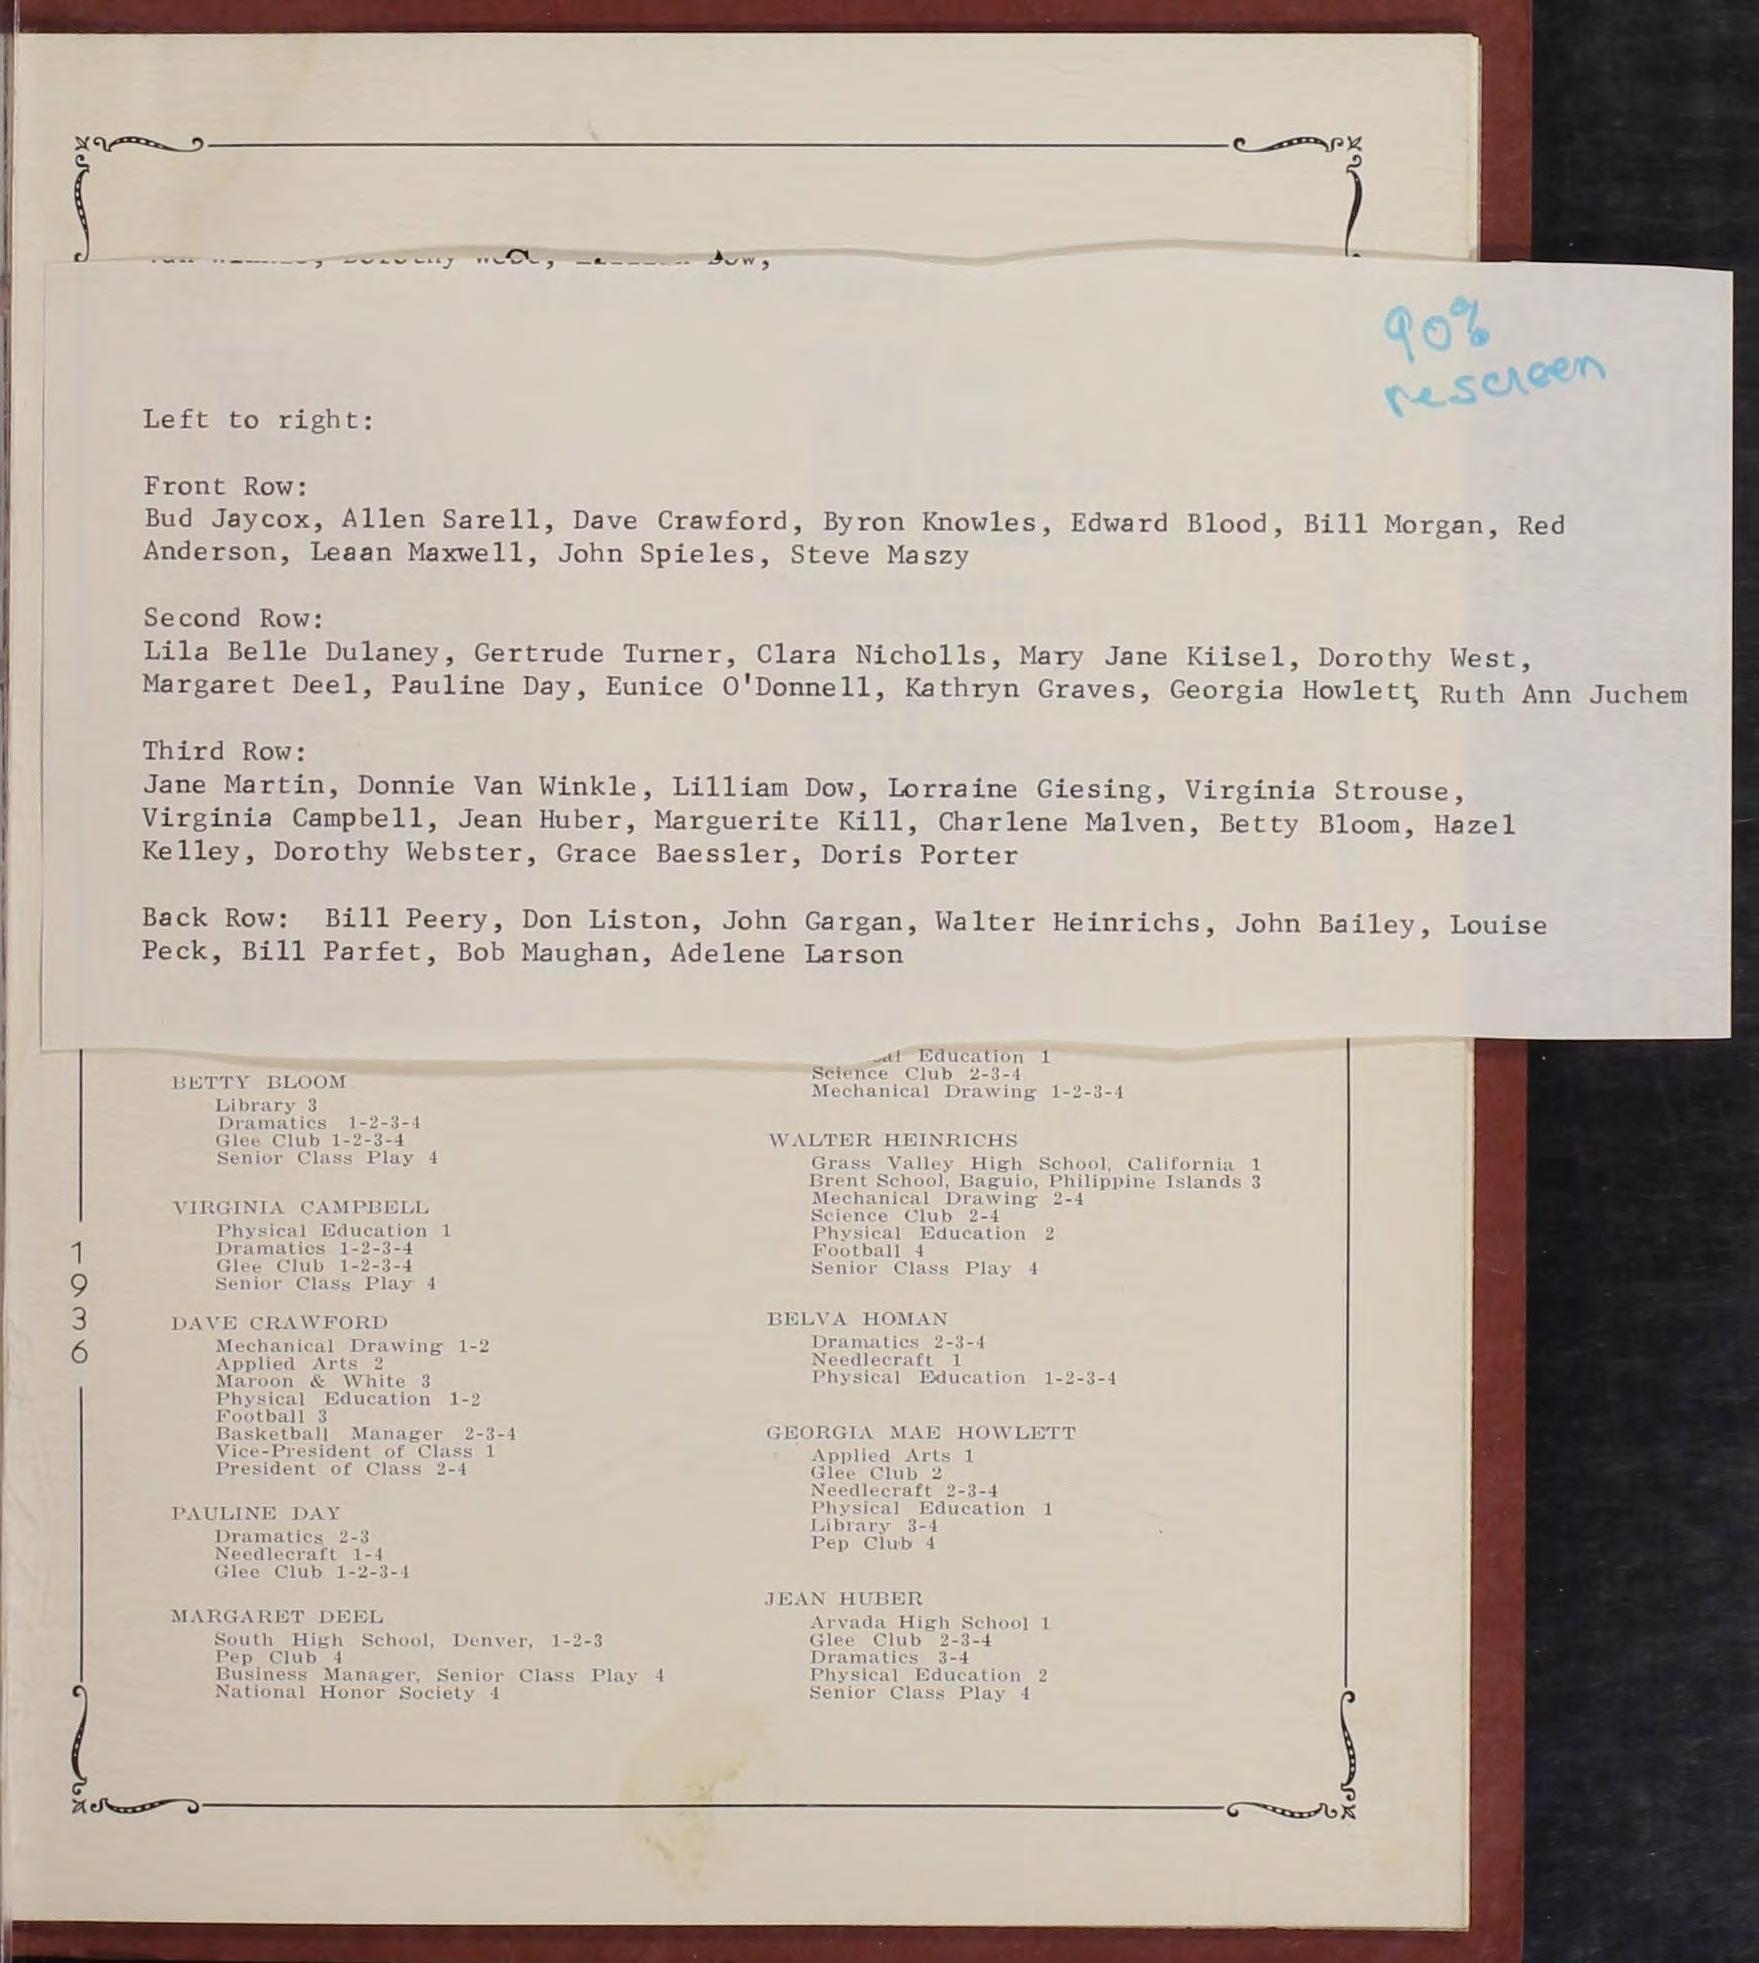 90%
rescreen
Left to right:
Front Row:
Bud Jaycox, Allen Sarell, Dave Crawford, Byron Knowles, Edward Blood, Bill Morgan, Red
Anderson, Leaan Maxwell, John Spieles, Steve Maszy
Second Row:
Lila Belle Dulaney, Gertrude Turner, Clara Nicholls, Mary Jane Kiisel, Dorothy West,
Margaret Deel, Pauline Day, Eunice O'Donnell, Kathryn Graves, Georgia Howlett, Ruth Ann Juchem
Third Row:
Jane Martin, Donnie Van Winkle, Lilliam Dow, Lorraine Giesing, Virginia Strouse,
Virginia Campbell, Jean Huber, Marguerite Kill, Charlene Malven, Betty Bloom, Hazel
Kelley, Dorothy Webster, Grace Baessler, Doris Porter
Back Row: Bill Peery, Don Liston, John Gargan, Walter Heinrichs, John Bailey, Louise
Peck, Bill Parfet, Bob Maughan, Adelene Larson
1
9
3
6
BETTY BLOOM
Library 3
Dramatics 1-2-3-4
Glee Club 1-2-3-4
Senior Class Play 4
VIRGINIA CAMPBELL
Physical Education 1
Dramatics 1-2-3-4
Glee Club 1-2-3-4
Senior Class Play 4
DAVE CRAWFORD
Mechanical Drawing 1-2
Applied Arts 2
Maroon & White 3
Physical Education 1-2
Football 3
Basketball Manager 2-3-4
Vice-President of Class 1
President of Class 2-4
PAULINE DAY
Dramatics 2-3
Needlecraft 1-4
Glee Club 1-2-3-4
MARGARET DEEL
South High School, Denver, 1-2-3
Pep Club 4
Business Manager, Senior Class Play 4
National Honor Society 4
Education 1
Science Club 2-3-4
Mechanical Drawing 1-2-3-4
WALTER HEINRICHS
Grass Valley High School, California 1
Brent School, Baguio, Philippine Islands 3
Mechanical Drawing 2-4
Science Club 2-4
Physical Education 2
Football 4
Senior Class Play 4
BELVA HOMAN
Dramatics 2-3-4
Needlecraft 1
Physical Education 1-2-3-4
GEORGIA MAE HOWLETT
Applied Arts 1
Glee Club 2
Needlecraft 2-3-4
Physical Education 1
Library 3-4
Pep Club 4
JEAN HUBER
Arvada High School 1
Glee Club 2-3-4
Dramatics 3-4
Physical Education 2
Senior Class Play 4